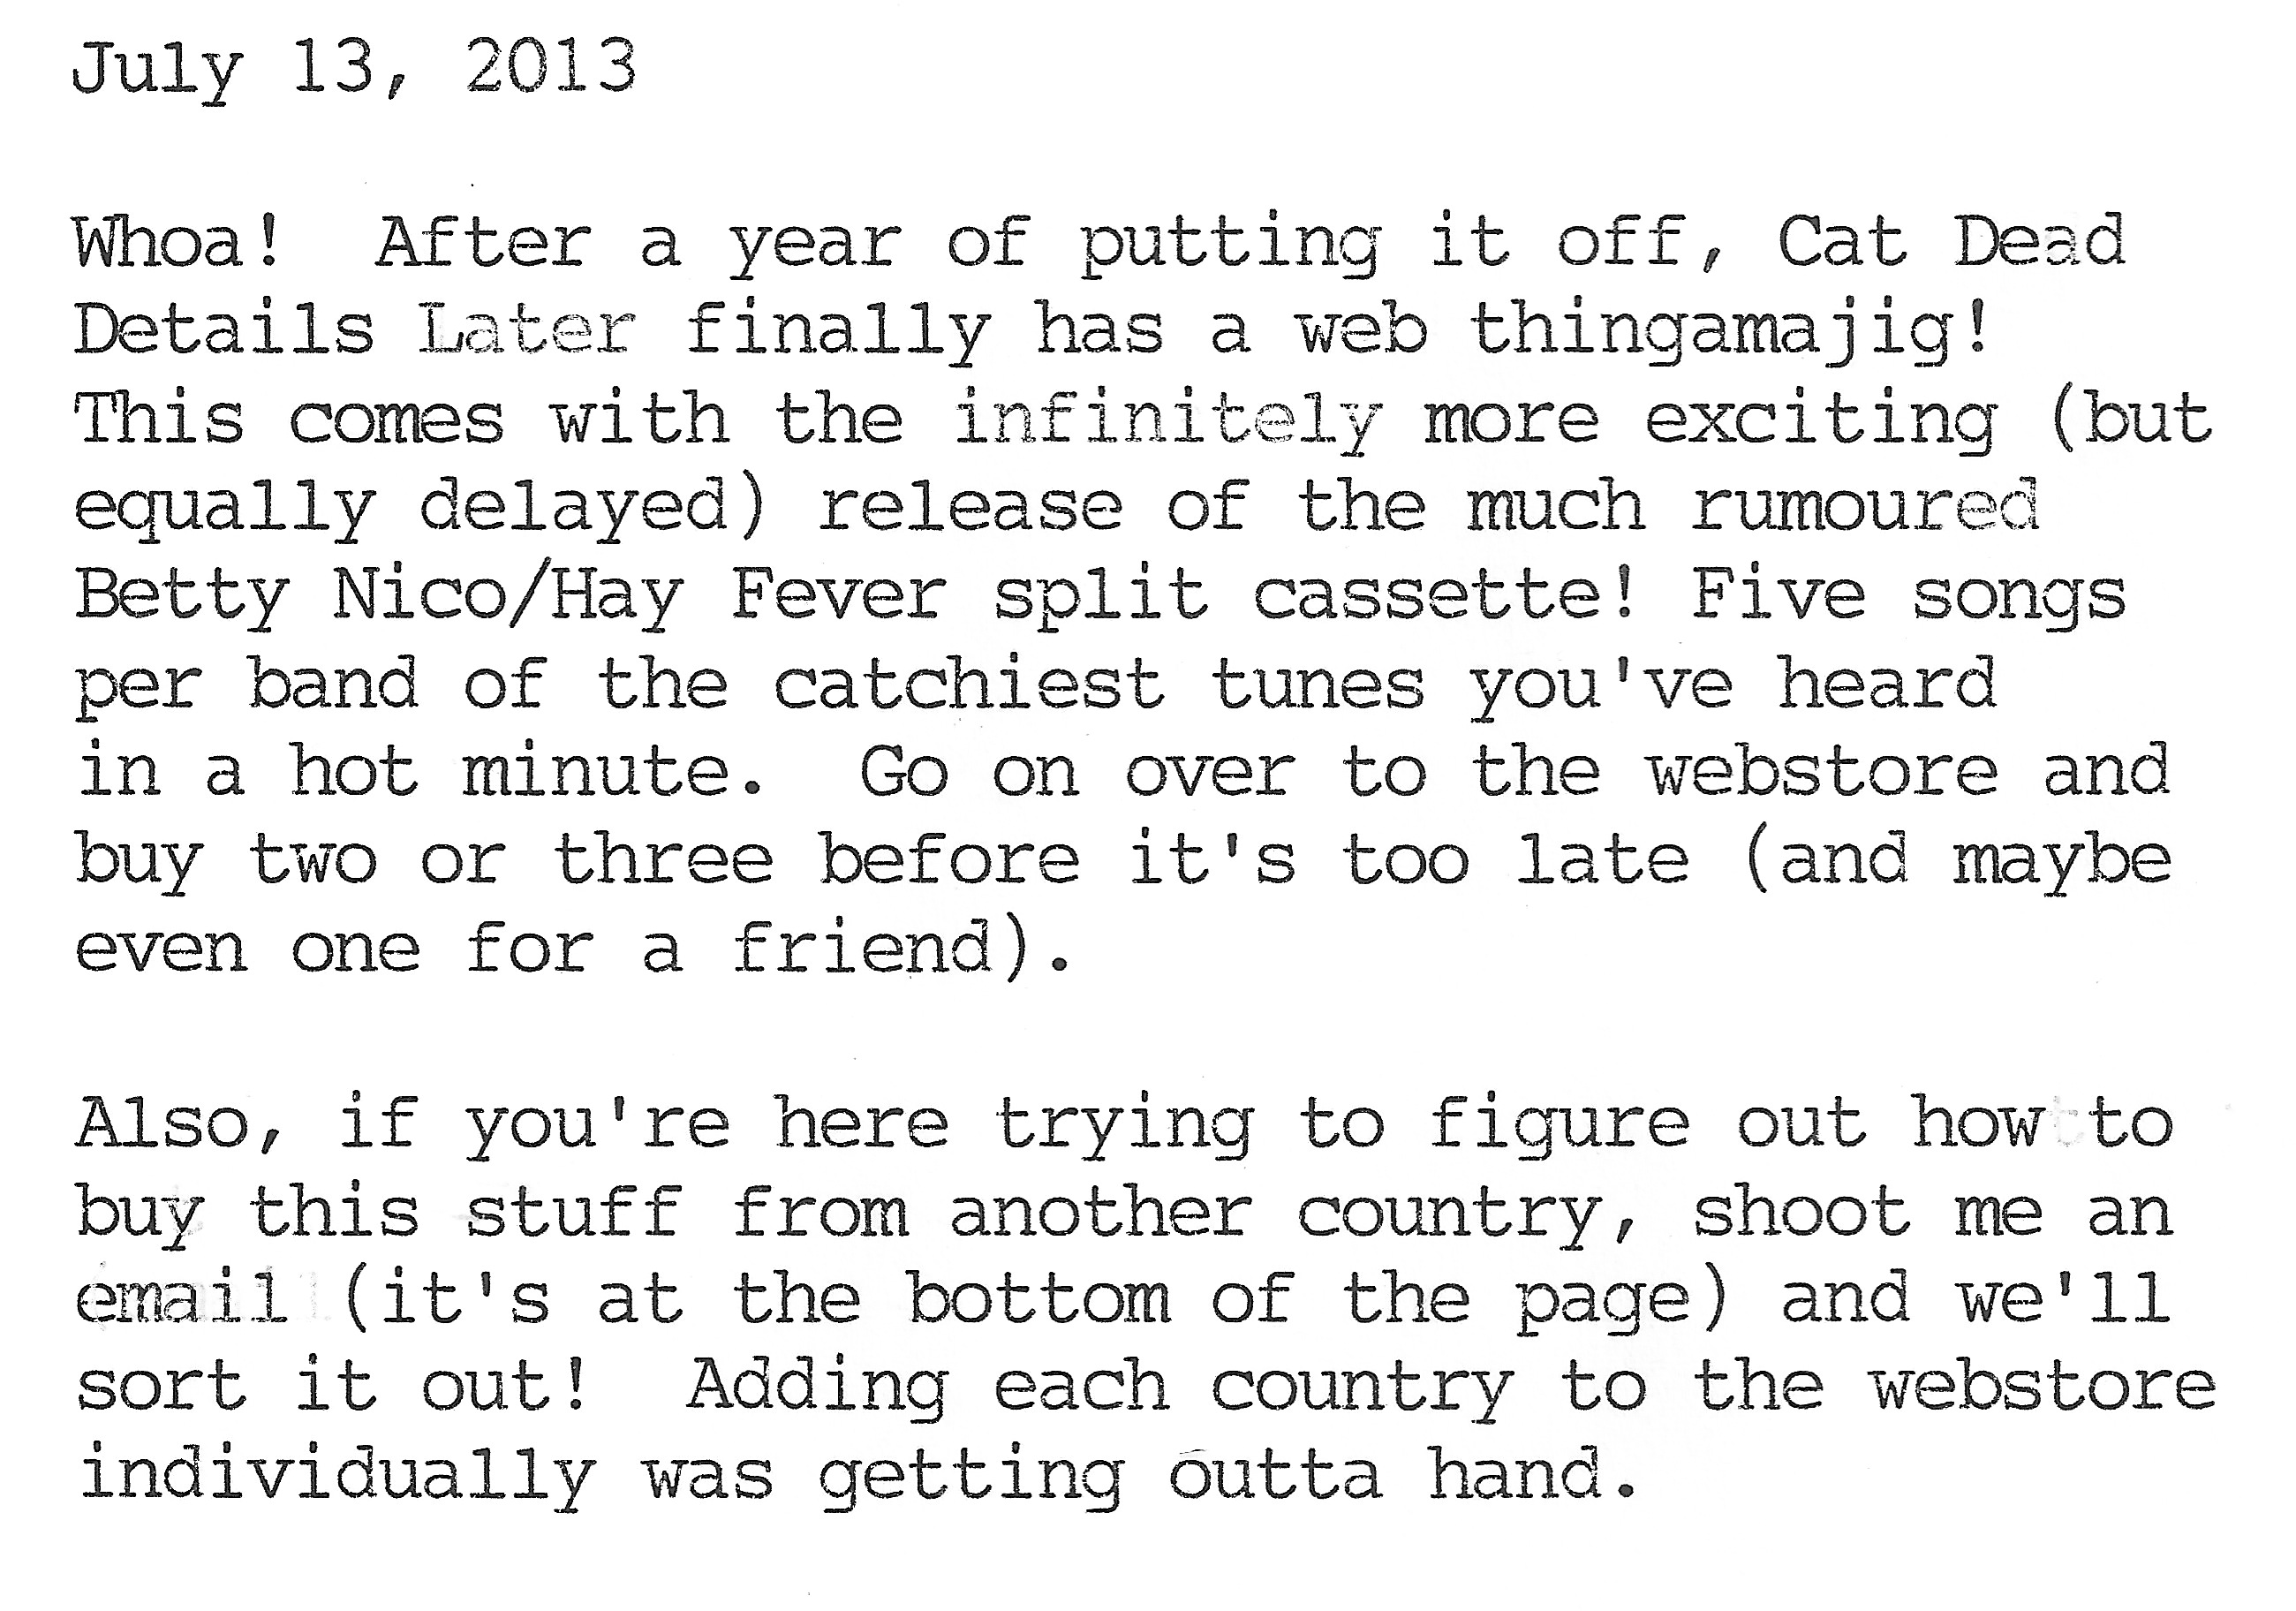 July 13, 2013
Whoa!  After a year of putting it off, Cat Dead
Details Later finally has a web thingamajig!
This comes with the infinitely more exciting (but
equally delayed) release of the much rumoured
Betty Nico/Hay Fever split cassette! Five songs
per band of the catchiest tunes you've heard
in a hot minute.  Go on over to the webstore and
buy two or three before it's too late (and maybe
even one for a friend).
Also, if you're here trying to figure out how to
buy this stuff from another country, shoot me an
email (it's at the bottom of the page) and we'll
sort it out!  Adding each country to the webstore
individually was getting outta hand.